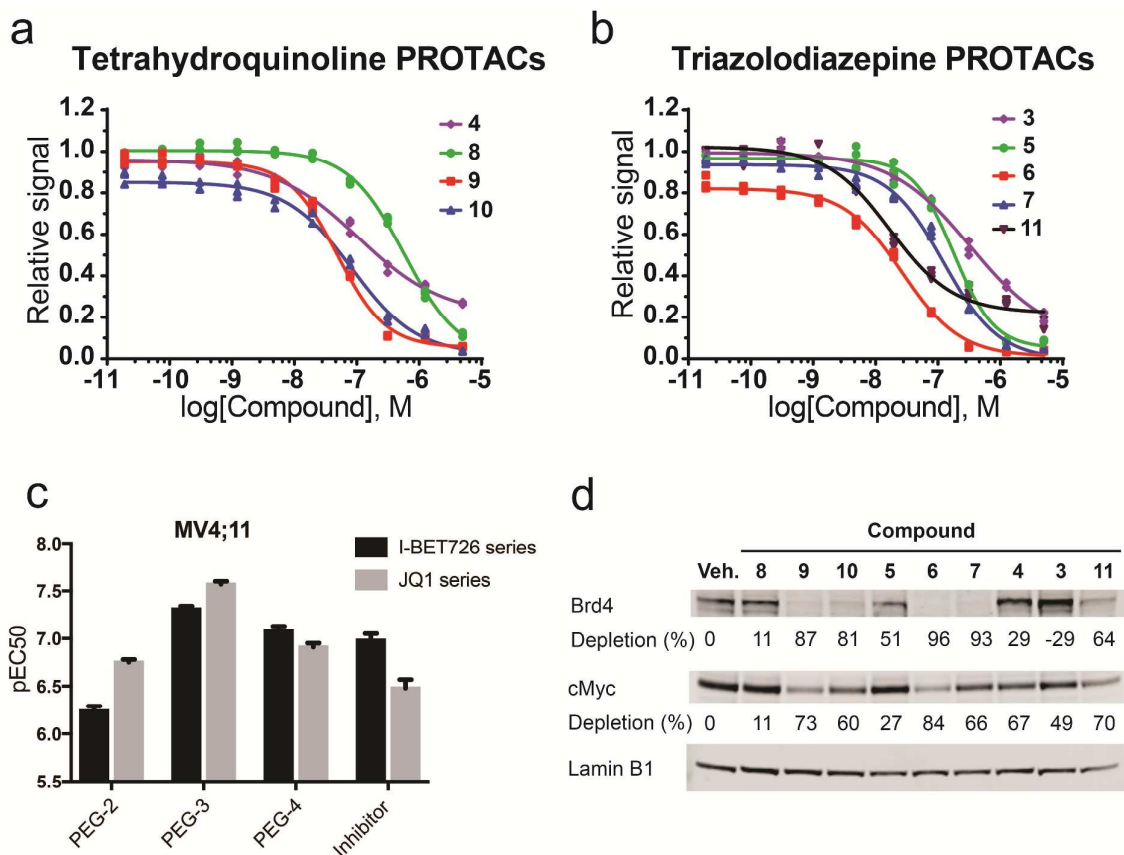 a
Tetrahydroquinoline PROTACs
Relative signal
1.2
1.0
0.8
0.6
0.4
0.2
0.0
-11 -10 -9 -8 -7 -6 -5
log[Compound], M
4
8
9
10
b
Triazolodiazepine PROTACs
Relative signal
1.2
1.0
0.8
0.6
0.4
0.2
0.0
-11 -10 -9 -8 -7 -6 -5
log[Compound], M
3
5
6
7
11
c
MV4;11
pEC50
8.0
7.5
7.0
6.5
6.0
5.5
PEG-2 PEG-3 PEG-4 Inhibitor
I-BET726 series
JQ1 series
d
Compound
Veh. 8 9 10 5 6 7 4 3 11
Brd4
Depletion (%) 0 11 87 81 51 96 93 29 -29 64
cMyc
Depletion (%) 0 11 73 60 27 84 66 67 49 70
Lamin B1